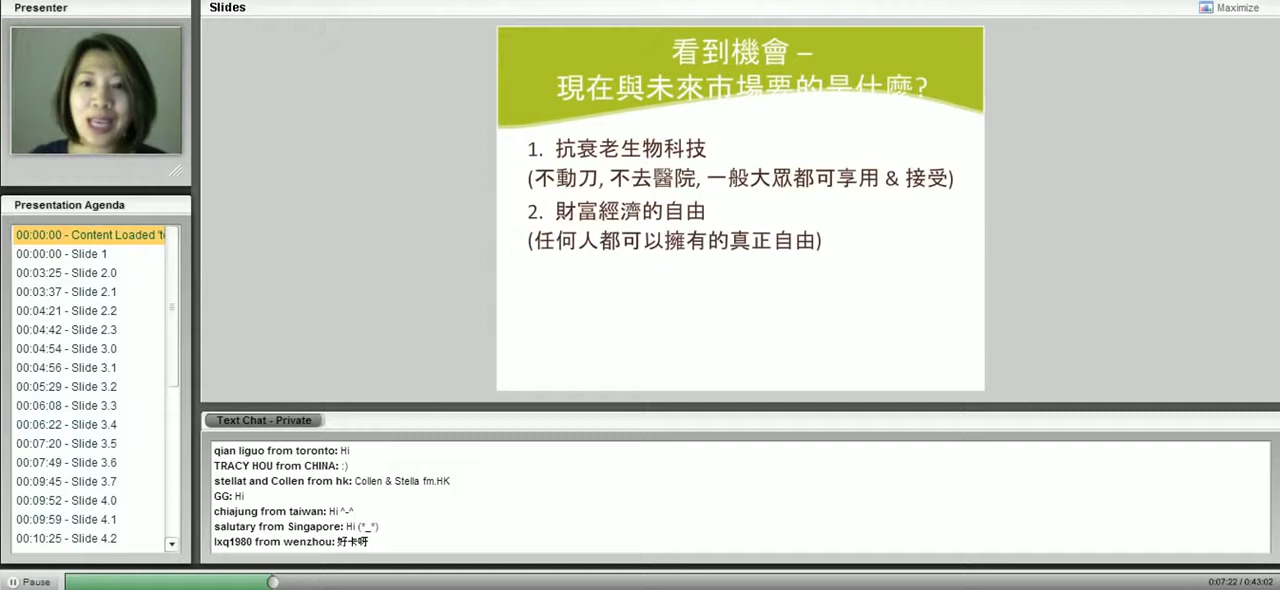 Presenter
Slides
Maximize
看到機會 –
現在與未來市場要的是什麼?
1. 抗衰老生物科技
(不動刀, 不去醫院, 一般大眾都可享用 & 接受)
2. 財富經濟的自由
(任何人都可以擁有的真正自由)
Presentation Agenda
00:00:00 - Content Loaded 'te
00:00:00 - Slide 1
00:03:25 - Slide 2.0
00:03:37 - Slide 2.1
00:04:21 - Slide 2.2
00:04:42 - Slide 2.3
00:04:54 - Slide 3.0
00:04:56 - Slide 3.1
00:05:29 - Slide 3.2
00:06:08 - Slide 3.3
00:06:22 - Slide 3.4
00:07:20 - Slide 3.5
00:07:49 - Slide 3.6
00:09:45 - Slide 3.7
00:09:52 - Slide 4.0
00:09:59 - Slide 4.1
00:10:25 - Slide 4.2
Text Chat - Private
qian liguo from toronto: Hi
TRACY HOU from CHINA: :)
stellat and Collen from hk: Collen & Stella fm.HK
GG: Hi
chiajung from taiwan: Hi ^-^
salutary from Singapore: Hi (*_*)
lxq1980 from wenzhou: 好卡呀
Pause
0:07:22 / 0:43:02